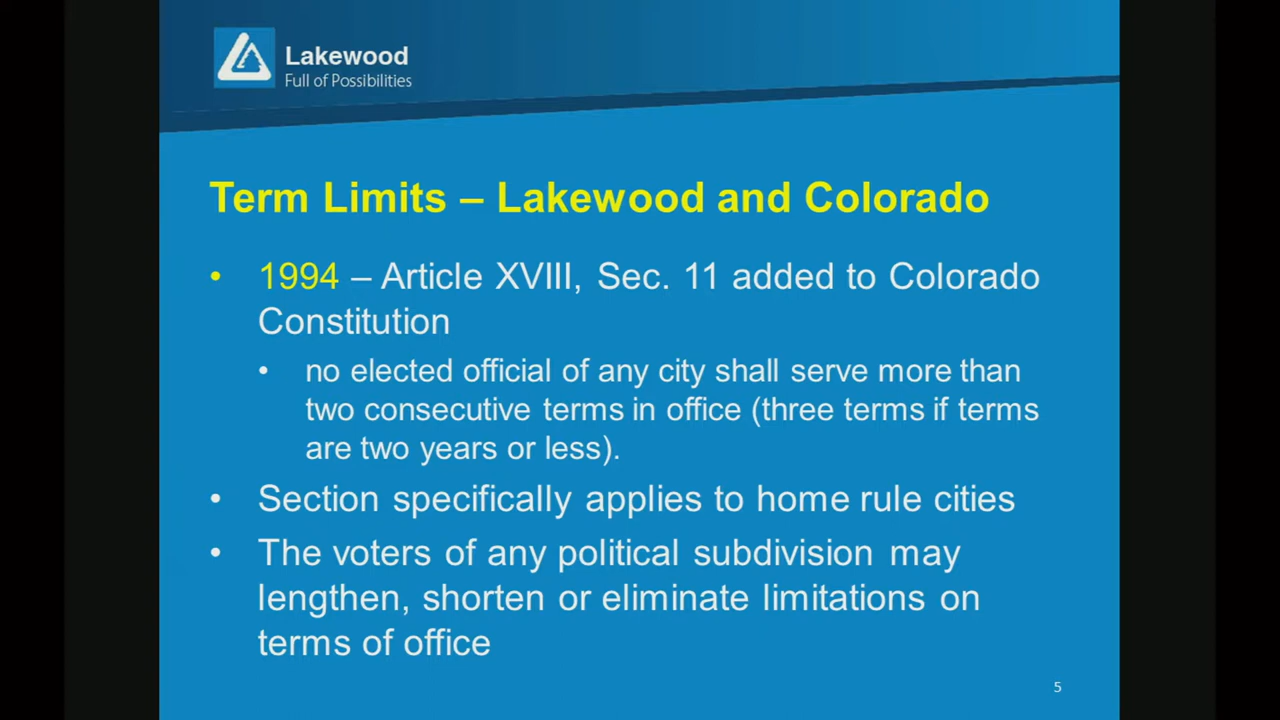 Lakewood
Full of Possibilities
Term Limits – Lakewood and Colorado
• 1994 – Article XVIII, Sec. 11 added to Colorado
Constitution
• no elected official of any city shall serve more than
two consecutive terms in office (three terms if terms
are two years or less).
• Section specifically applies to home rule cities
• The voters of any political subdivision may
lengthen, shorten or eliminate limitations on
terms of office
5